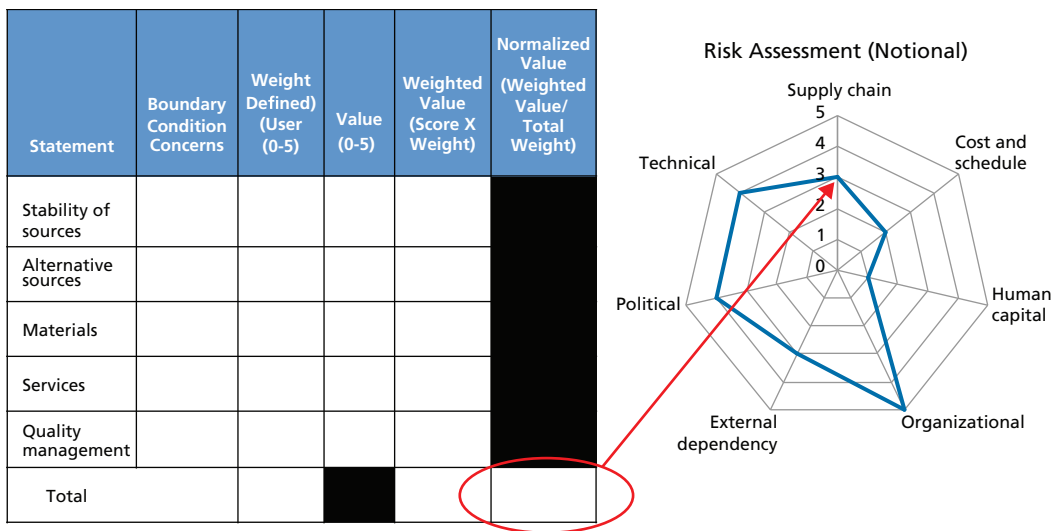 Statement
Boundary
Condition
Concerns
Weight
Defined)
(User
(0-5)
Value
(0-5)
Weighted
Value
(Score X
Weight)
Normalized
Value
(Weighted
Value/
Total
Weight)
Stability of
sources
Alternative
sources
Materials
Services
Quality
management
Total
Risk Assessment (Notional)
Supply chain
5
4
3
2
1
0
Cost and
schedule
Human
capital
Organizational
External
dependency
Political
Technical